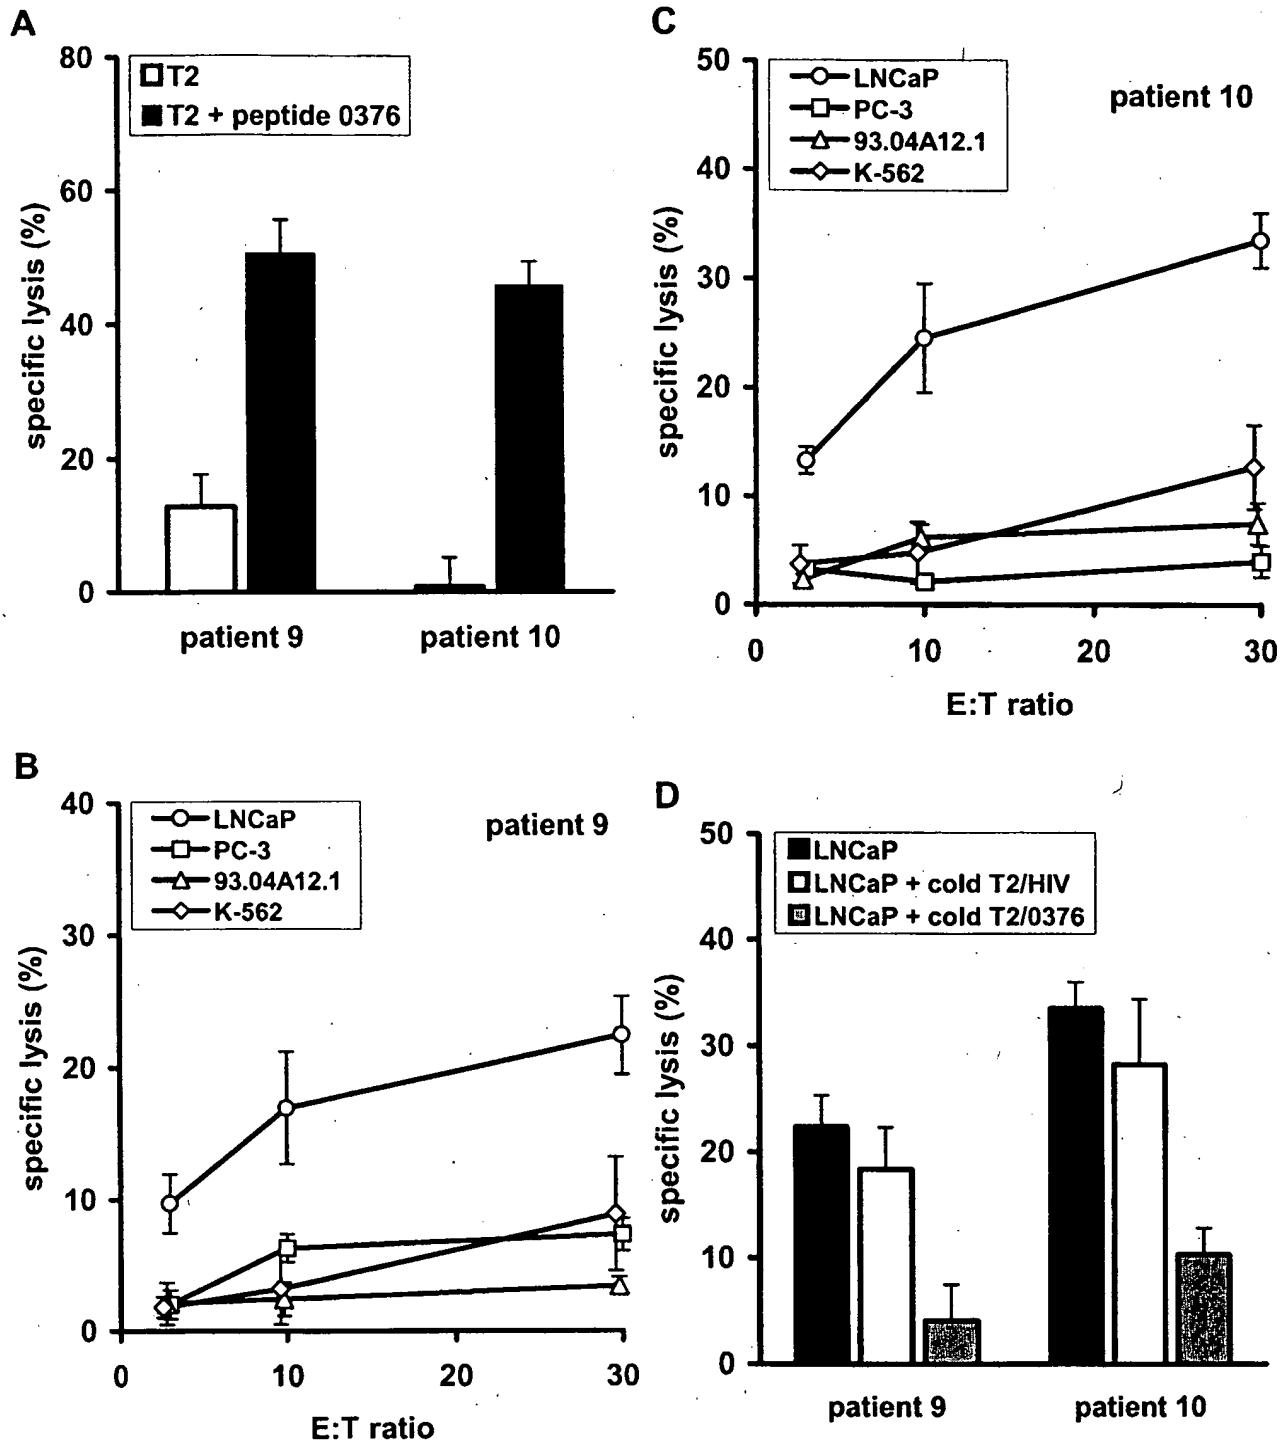 A
80
60
40
20
0
specific lysis (%)
T2
T2 + peptide 0376
patient 9
patient 10
C
50
40
30
20
10
0
specific lysis (%)
LNCaP
PC-3
93.04A12.1
K-562
patient 10
0
10
20
30
E:T ratio
B
40
30
20
10
0
specific lysis (%)
LNCaP
PC-3
93.04A12.1
K-562
patient 9
0
10
20
30
E:T ratio
D
50
40
30
20
10
0
specific lysis (%)
LNCaP
LNCaP + cold T2/HIV
LNCaP + cold T2/0376
patient 9
patient 10